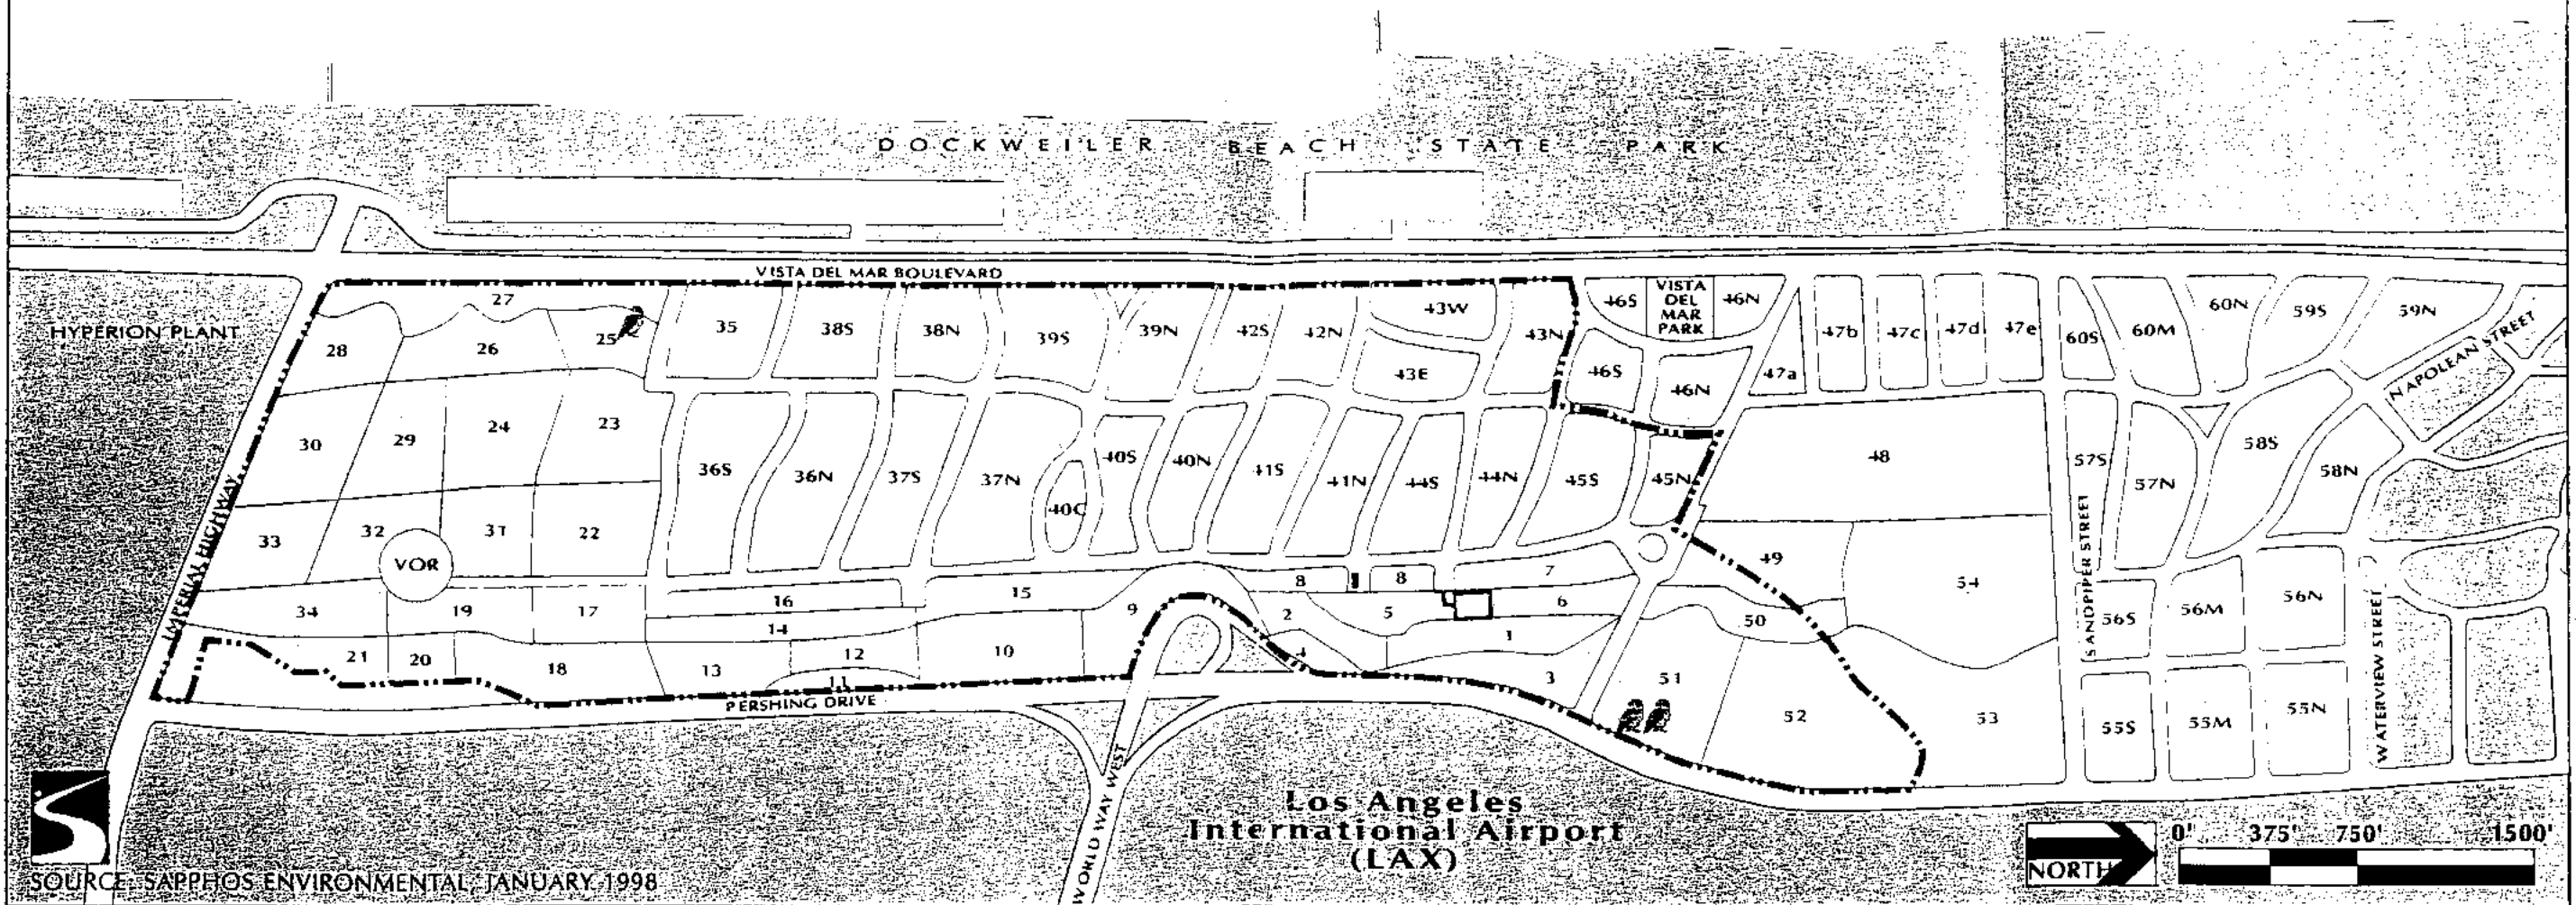 DOCKWEILER BEACH STATE PARK
VISTA DEL MAR BOULEVARD
HYPERION PLANT
27
28
26
25
35
38S
38N
39S
39N
42S
42N
43W
43E
43N
46S
VISTA
DEL
MAR
PARK
46N
46S
46N
47a
47b
47c
47d
47e
60S
60M
60N
59S
59N
NAPOLEAN STREET
30
29
24
23
36S
36N
37S
37N
40C
40S
40N
41S
41N
44S
44N
45S
45N
48
57S
57N
58S
58N
IMPERIAL HIGHWAY
33
32
VOR
31
22
34
19
17
16
15
14
9
8
8
7
2
5
6
1
4
3
49
54
50
SANDPIPER STREET
56S
56M
56N
WATERVIEW STREET
21
20
18
13
12
11
10
51
52
53
55S
55M
55N
PERSHING DRIVE
WORLD WAY WEST
Los Angeles
International Airport
(LAX)
NORTH
0' 375' 750' 1500'
SOURCE: SAPPHOS ENVIRONMENTAL, JANUARY 1998